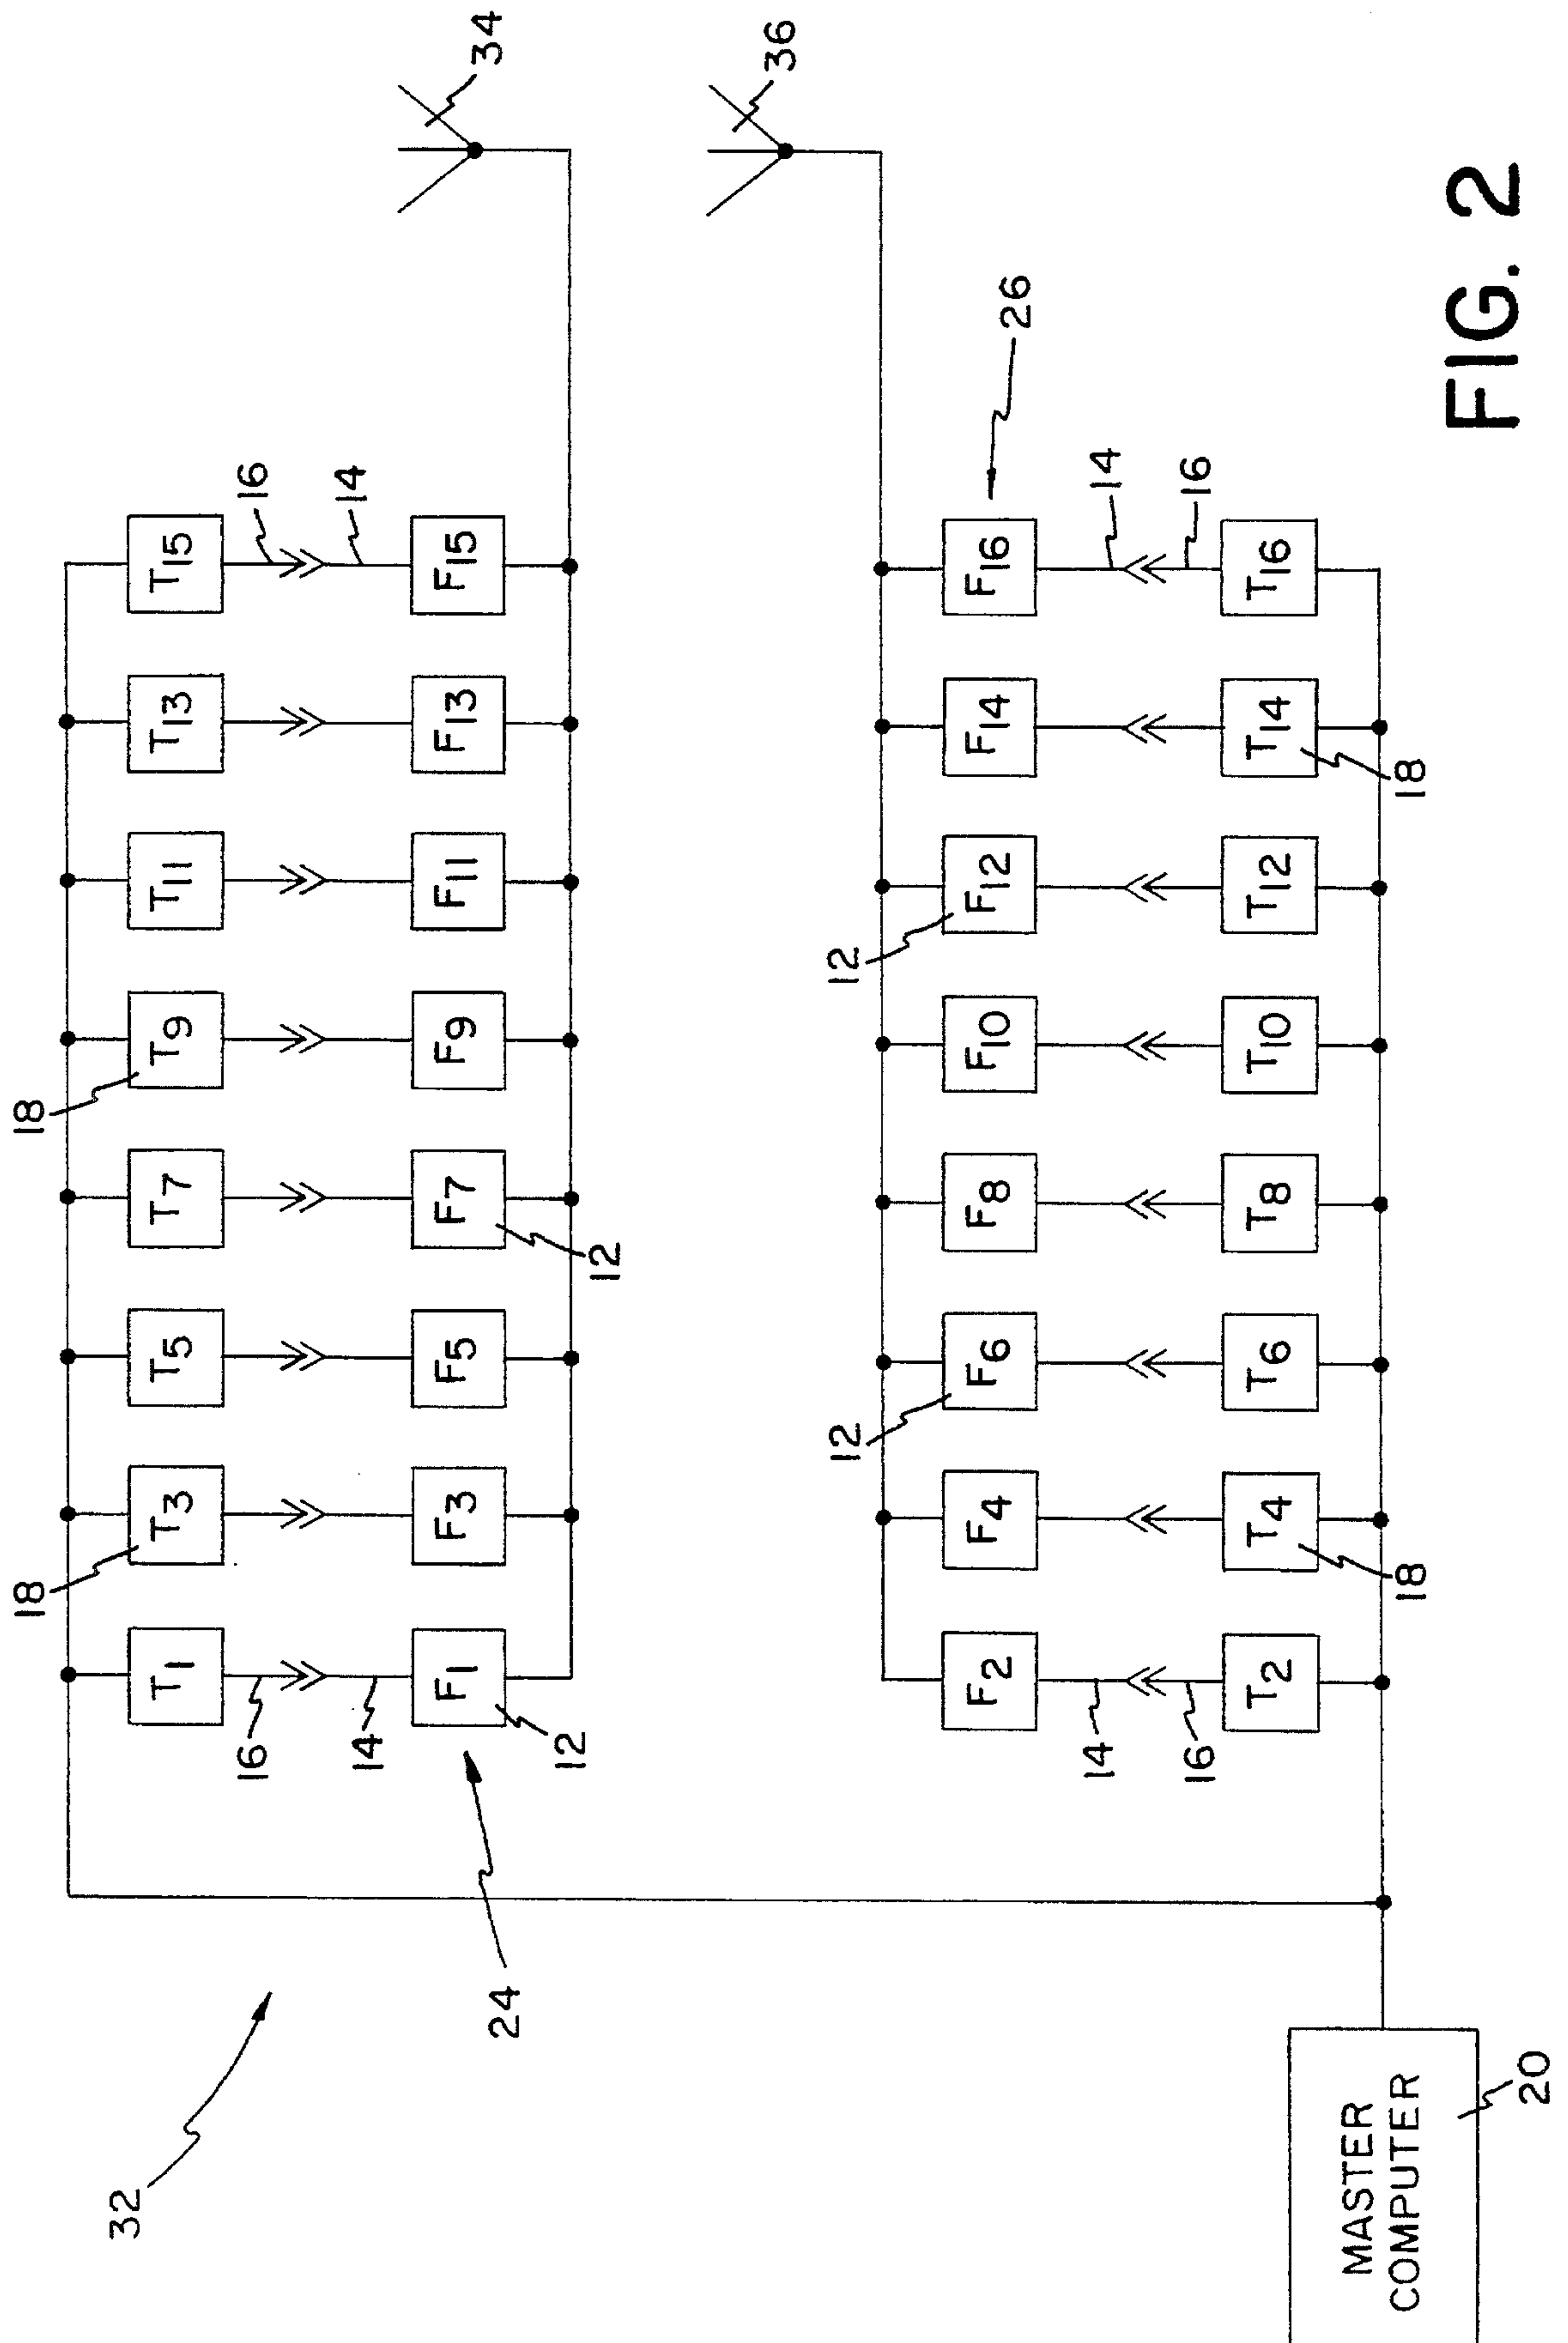 18 18
32
T1 T3 T5 T7 T9 T11 T13 T15
16 16
14 14
F1 F3 F5 F7 F9 F11 F13 F15
34
24
12 12
36
12 12
F2 F4 F6 F8 F10 F12 F14 F16
26
14 14
16 16
T2 T4 T6 T8 T10 T12 T14 T16
MASTER
COMPUTER
18 18
20
FIG. 2